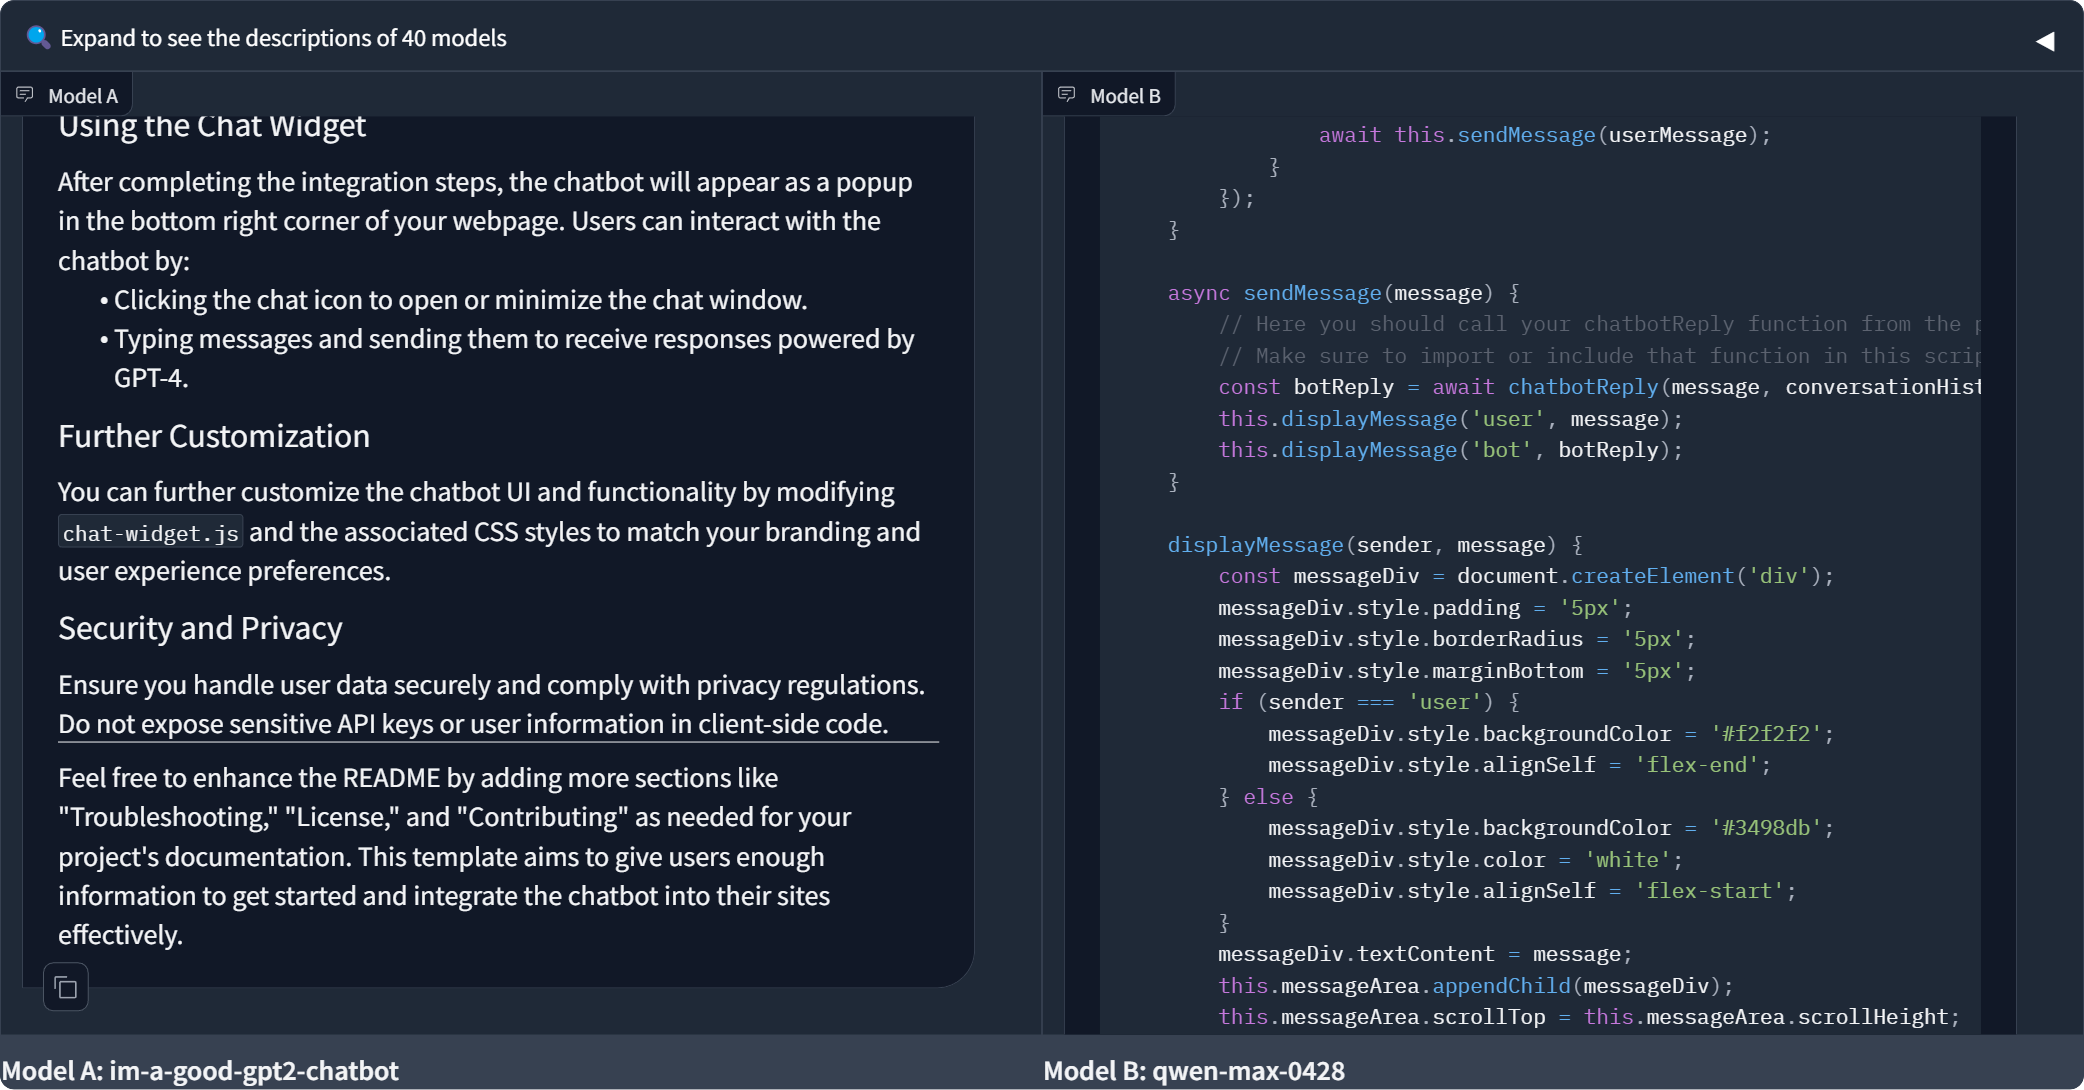 Expand to see the descriptions of 40 models
Model A
Using the Chat Widget
After completing the integration steps, the chatbot will appear as a popup
in the bottom right corner of your webpage. Users can interact with the
chatbot by:
• Clicking the chat icon to open or minimize the chat window.
• Typing messages and sending them to receive responses powered by
GPT-4.
Further Customization
You can further customize the chatbot UI and functionality by modifying
chat-widget.js and the associated CSS styles to match your branding and
user experience preferences.
Security and Privacy
Ensure you handle user data securely and comply with privacy regulations.
Do not expose sensitive API keys or user information in client-side code.
Feel free to enhance the README by adding more sections like
"Troubleshooting," "License," and "Contributing" as needed for your
project's documentation. This template aims to give users enough
information to get started and integrate the chatbot into their sites
effectively.
Model A: im-a-good-gpt2-chatbot
Model B
await this.sendMessage(userMessage);
}
});
}
async sendMessage(message) {
// Here you should call your chatbotReply function from the
// Make sure to import or include that function in this scrip
const botReply = await chatbotReply(message, conversationHist
this.displayMessage('user', message);
this.displayMessage('bot', botReply);
}
displayMessage(sender, message) {
const messageDiv = document.createElement('div');
messageDiv.style.padding = '5px';
messageDiv.style.borderRadius = '5px';
messageDiv.style.marginBottom = '5px';
if (sender === 'user') {
messageDiv.style.backgroundColor = '#f2f2f2';
messageDiv.style.alignSelf = 'flex-end';
} else {
messageDiv.style.backgroundColor = '#3498db';
messageDiv.style.color = 'white';
messageDiv.style.alignSelf = 'flex-start';
}
messageDiv.textContent = message;
this.messageArea.appendChild(messageDiv);
this.messageArea.scrollTop = this.messageArea.scrollHeight;
Model B: qwen-max-0428